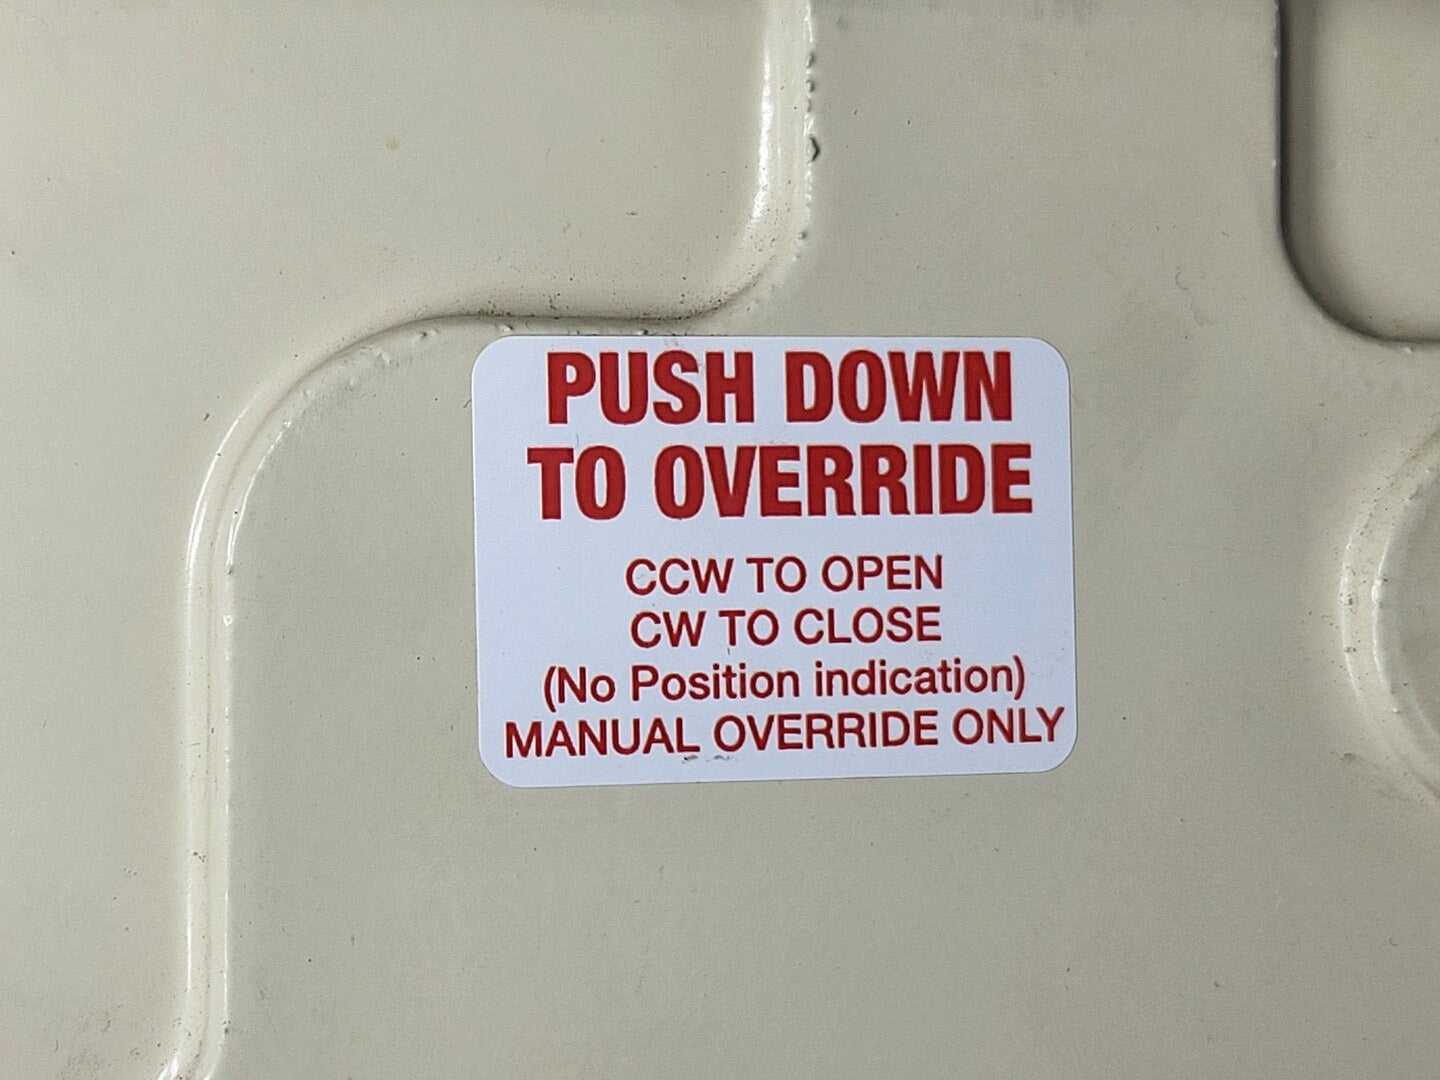 PUSH DOWN
TO OVERRIDE
CCW TO OPEN
CW TO CLOSE
(No Position indication)
MANUAL OVERRIDE ONLY